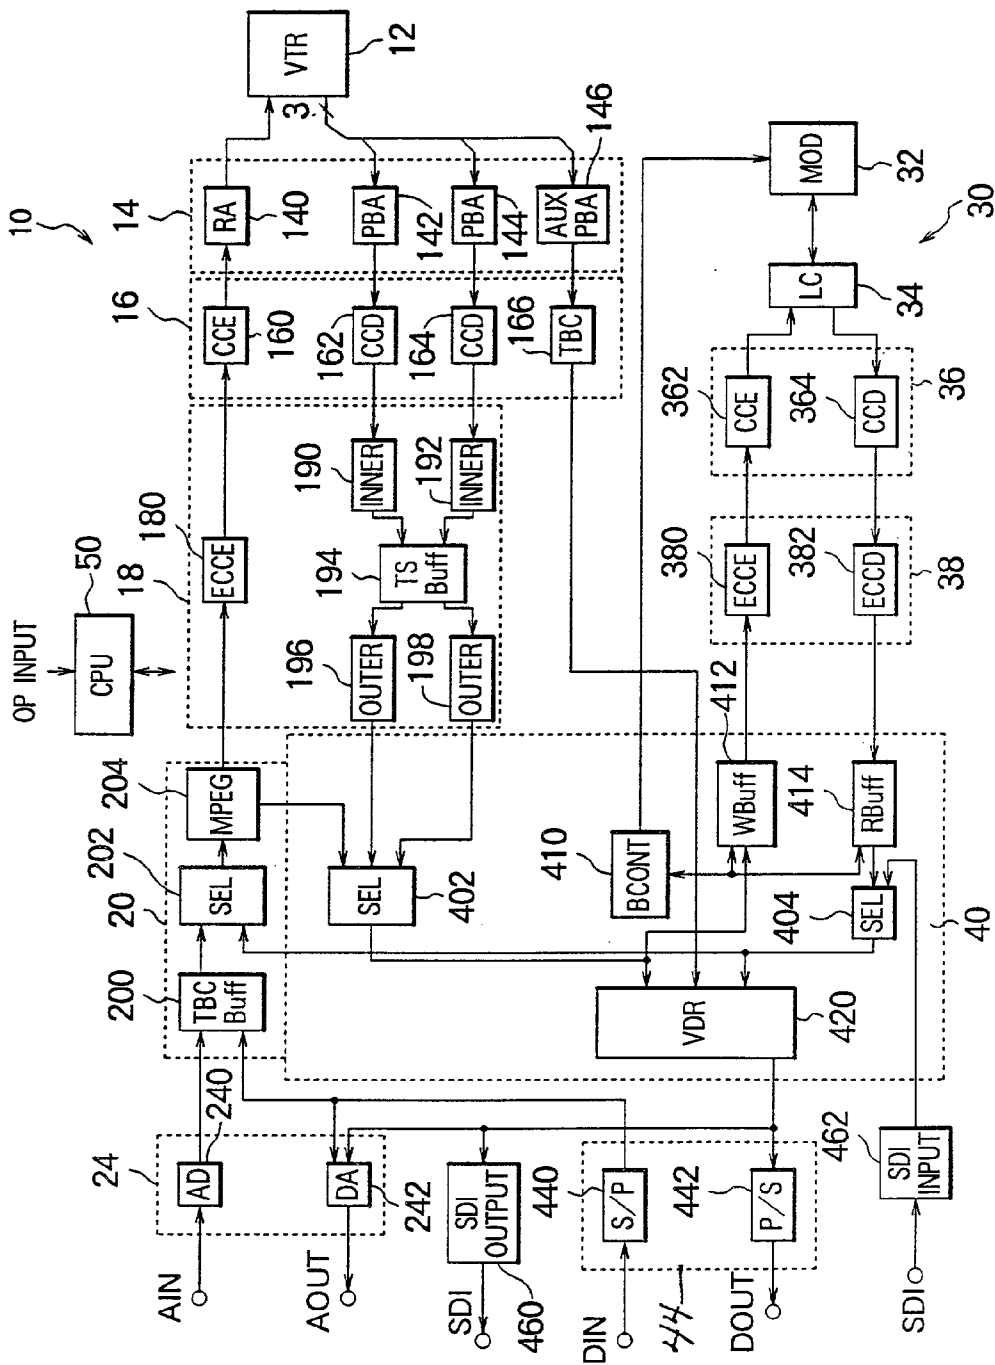 10
14
RA
140
VTR
12
3
PBA
142
PBA
144
AUX
PBA
146
16
CCE
160
162
CCD
164
CCD
166
TBC
MOD
32
30
LC
34
OP INPUT
50
CPU
18
180
ECCE
190
INNER
192
INNER
194
TS
Buff
196
OUTER
198
OUTER
362
CCE
364
CCD
36
380
ECCE
382
ECCD
38
20
202
204
MPEG
SEL
200
TBC
Buff
SEL
402
410
BCONT
412
WBuff
414
RBuff
404
SEL
40
VDR
420
24
AD
240
DA
242
SDI
OUTPUT
460
440
S/P
442
P/S
44
462
SDI
INPUT
AIN
AOUT
SDI
DIN
DOUT
SDI